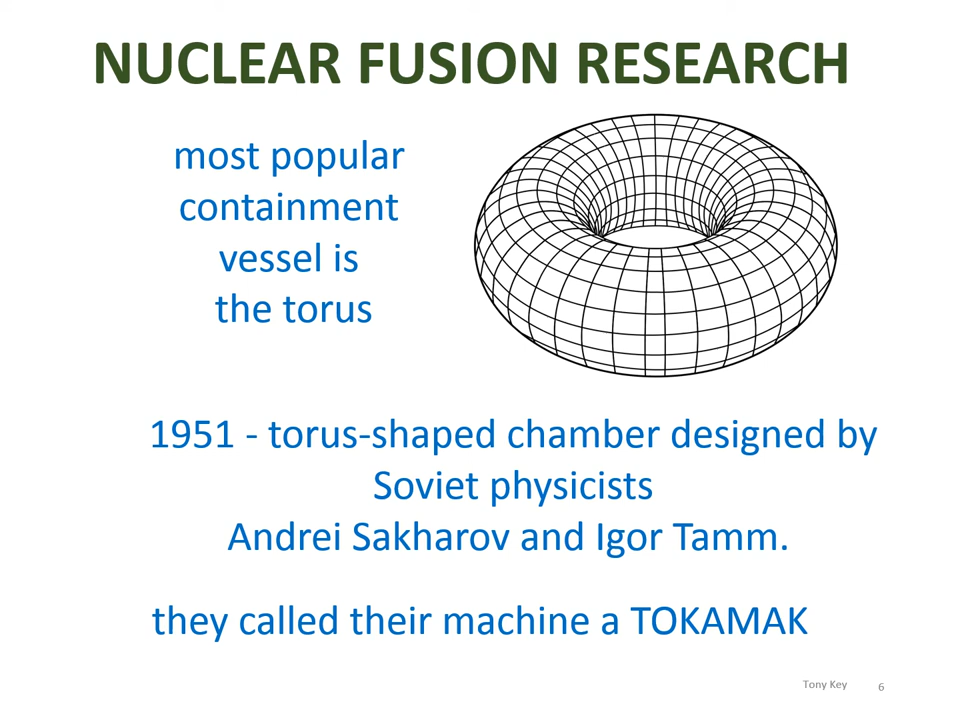 NUCLEAR FUSION RESEARCH
most popular
containment
vessel is
the torus
1951 - torus-shaped chamber designed by
Soviet physicists
Andrei Sakharov and Igor Tamm.
they called their machine a TOKAMAK
Tony Key
6